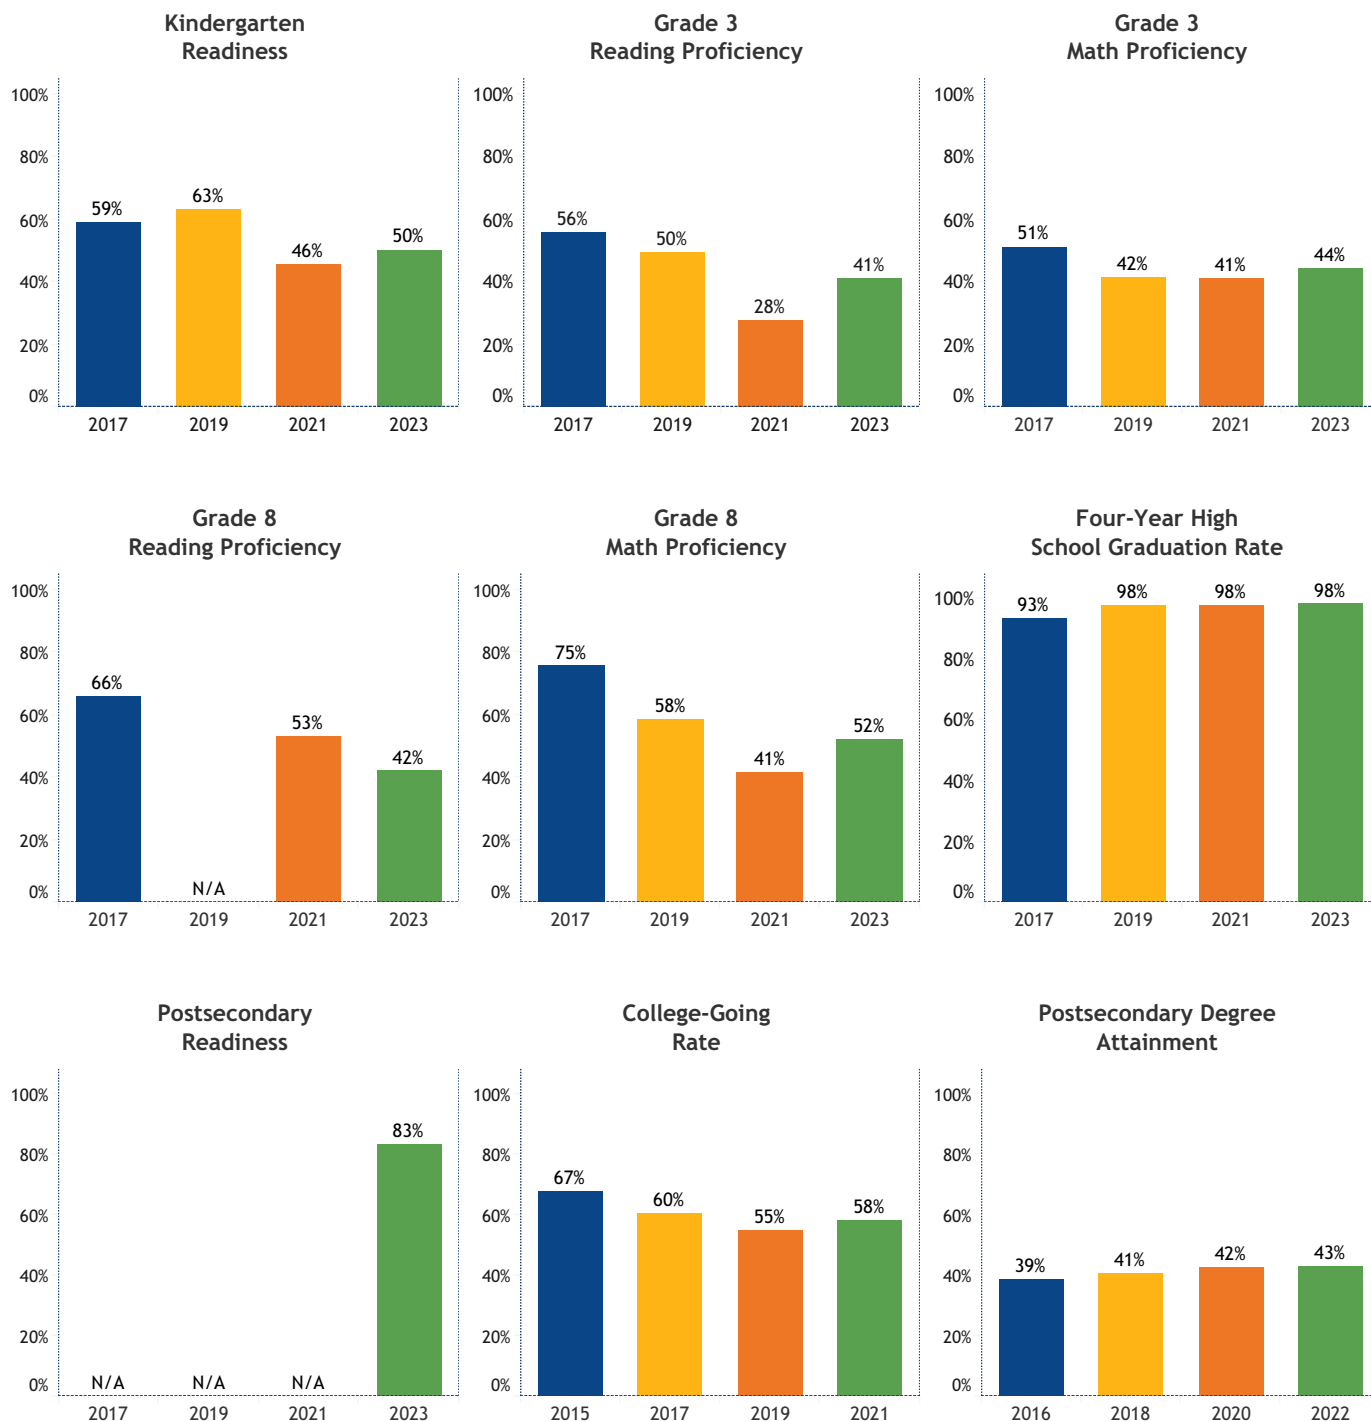 Kindergarten
Readiness
100%
80%
60%
40%
20%
0%
59%
63%
46%
50%
2017 2019 2021 2023
Grade 3
Reading Proficiency
100%
80%
60%
40%
20%
0%
56%
50%
28%
41%
2017 2019 2021 2023
Grade 3
Math Proficiency
100%
80%
60%
40%
20%
0%
51%
42%
41%
44%
2017 2019 2021 2023
Grade 8
Reading Proficiency
100%
80%
60%
40%
20%
0%
66%
N/A
53%
42%
2017 2019 2021 2023
Grade 8
Math Proficiency
100%
80%
60%
40%
20%
0%
75%
58%
41%
52%
2017 2019 2021 2023
Four-Year High
School Graduation Rate
100%
80%
60%
40%
20%
0%
93%
98%
98%
98%
2017 2019 2021 2023
Postsecondary
Readiness
100%
80%
60%
40%
20%
0%
N/A
N/A
N/A
83%
2017 2019 2021 2023
College-Going
Rate
100%
80%
60%
40%
20%
0%
67%
60%
55%
58%
2015 2017 2019 2021
Postsecondary Degree
Attainment
100%
80%
60%
40%
20%
0%
39%
41%
42%
43%
2016 2018 2020 2022